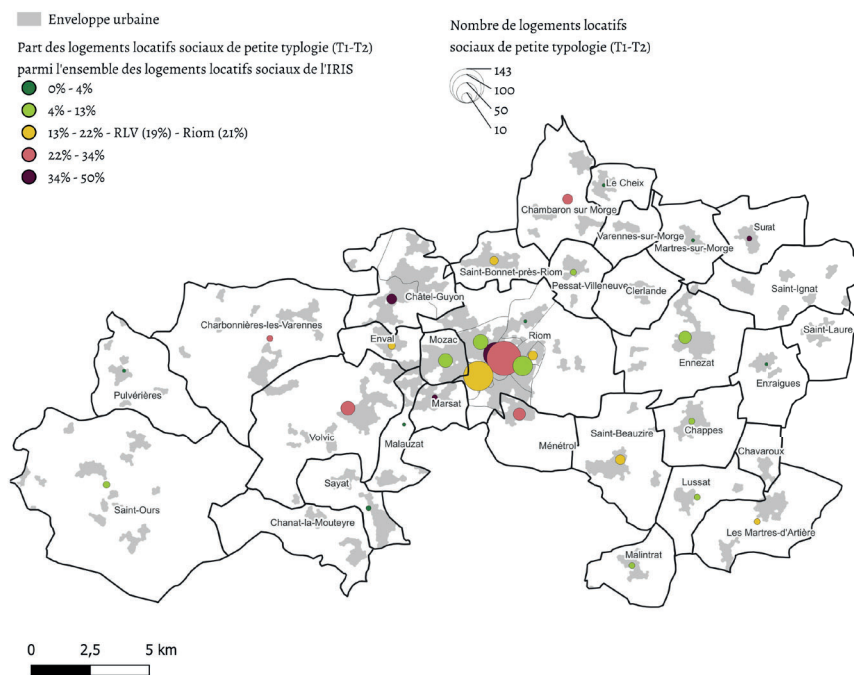 Enveloppe urbaine
Part des logements locatifs sociaux de petite typlogie (T1-T2)
parmi l'ensemble des logements locatifs sociaux de l'IRIS
0% - 4%
4% - 13%
13% - 22% - RLV (19%) - Riom (21%)
22% - 34%
34% - 50%
Nombre de logements locatifs
sociaux de petite typologie (T1-T2)
143
100
50
10
Le Cheix
Chambaron sur Morge
Varennes-sur-Morge
Martres-sur-Morge
Surat
Saint-Bonnet-près-Riom
Pessat-Villeneuve
Clerlande
Saint-Ignat
Châtel-Guyon
Charbonnières-les-Varennes
Enval
Mozac
Riom
Ennezat
Saint-Laure
Entraigues
Pulvérières
Marsat
Volvic
Malauzat
Ménétrol
Saint-Beauzire
Chappes
Chavaroux
Sayat
Lussat
Saint-Ours
Chanat-la-Mouteyre
Les Martres-d'Artière
Malintrat
0 2,5 5 km